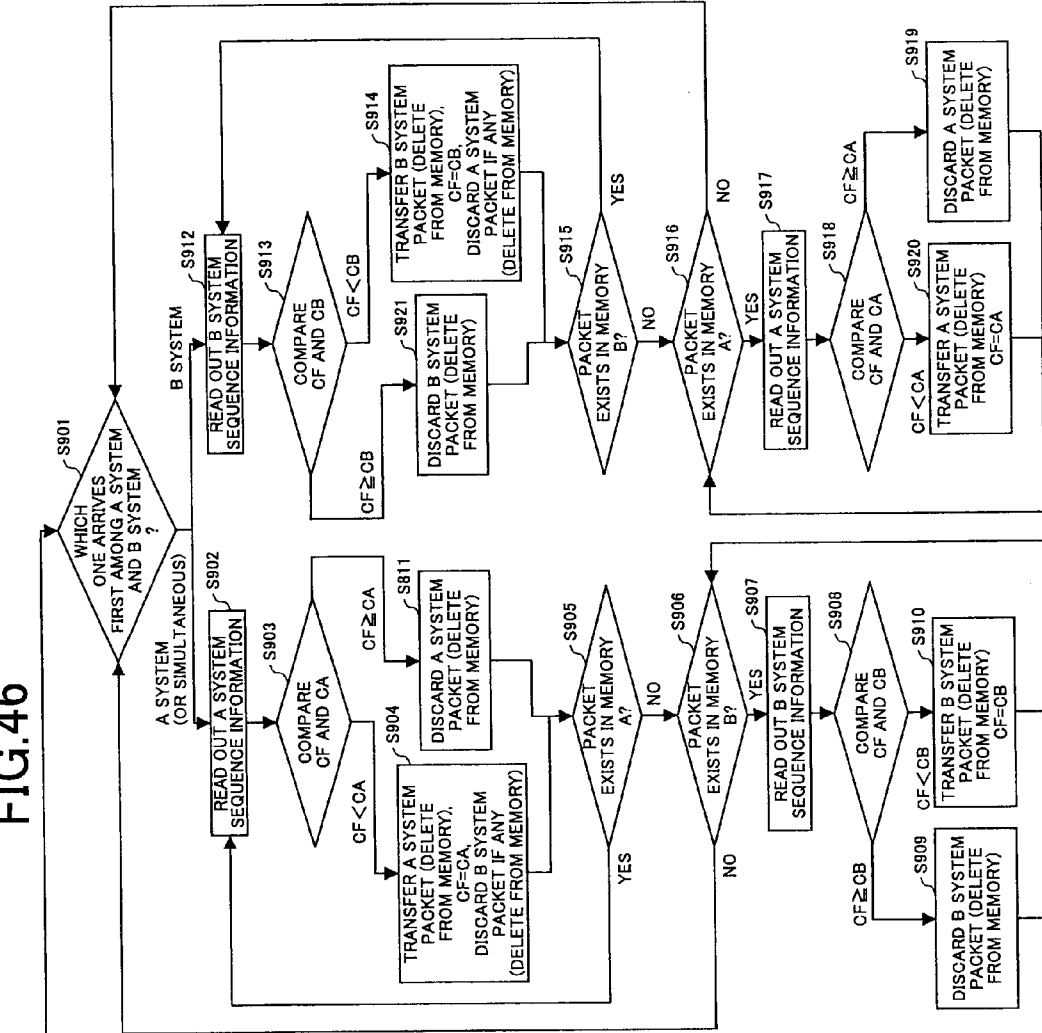 FIG.46
S901
WHICH
ONE ARRIVES
FIRST AMONG A SYSTEM
AND B SYSTEM
?
A SYSTEM
(OR SIMULTANEOUS)
B SYSTEM
S902
READ OUT A SYSTEM
SEQUENCE INFORMATION
S903
COMPARE
CF AND CA
CF<CA
CF≧CA
S904
TRANSFER A SYSTEM
PACKET (DELETE
FROM MEMORY),
CF=CA,
DISCARD B SYSTEM
PACKET IF ANY
(DELETE FROM MEMORY)
S811
DISCARD A SYSTEM
PACKET (DELETE
FROM MEMORY)
S905
PACKET
EXISTS IN MEMORY
A?
YES
NO
S906
PACKET
EXISTS IN MEMORY
B?
NO
YES
S907
READ OUT B SYSTEM
SEQUENCE INFORMATION
S908
COMPARE
CF AND CB
CF≧CB
CF<CB
S909
DISCARD B SYSTEM
PACKET (DELETE
FROM MEMORY)
S910
TRANSFER B SYSTEM
PACKET (DELETE
FROM MEMORY)
CF=CB
S912
READ OUT B SYSTEM
SEQUENCE INFORMATION
S913
COMPARE
CF AND CB
CF≧CB
CF<CB
S921
DISCARD B SYSTEM
PACKET (DELETE
FROM MEMORY)
S914
TRANSFER B SYSTEM
PACKET (DELETE
FROM MEMORY),
CF=CB,
DISCARD A SYSTEM
PACKET IF ANY
(DELETE FROM MEMORY)
S915
PACKET
EXISTS IN MEMORY
B?
YES
NO
S916
PACKET
EXISTS IN MEMORY
A?
NO
YES
S917
READ OUT A SYSTEM
SEQUENCE INFORMATION
S918
COMPARE
CF AND CA
CF<CA
CF≧CA
S920
TRANSFER A SYSTEM
PACKET (DELETE
FROM MEMORY)
CF=CA
S919
DISCARD A SYSTEM
PACKET (DELETE
FROM MEMORY)